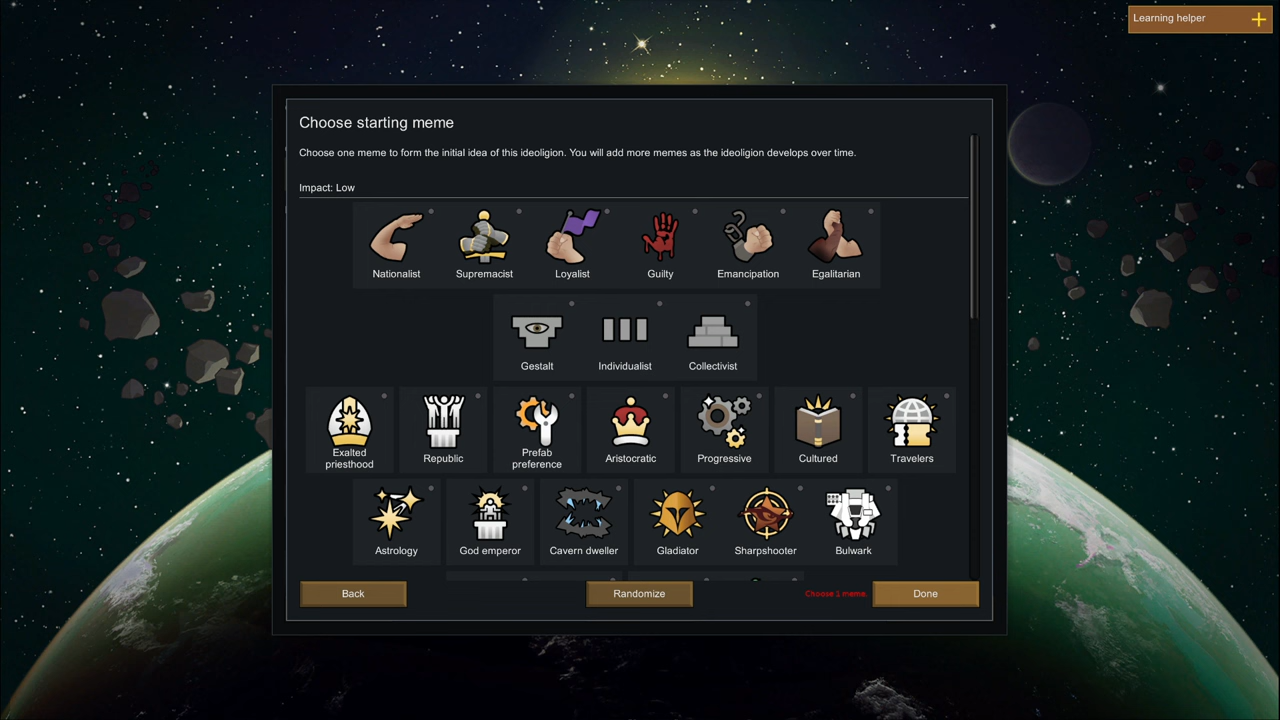 Learning helper
Choose starting meme
Choose one meme to form the initial idea of this ideoligion. You will add more memes as the ideoligion develops over time.
Impact: Low
Nationalist
Supremacist
Loyalist
Guilty
Emancipation
Egalitarian
Gestalt
Individualist
Collectivist
Exalted
priesthood
Republic
Prefab
preference
Aristocratic
Progressive
Cultured
Travelers
Astrology
God emperor
Cavern dweller
Gladiator
Sharpshooter
Bulwark
Back
Randomize
Choose 1 meme.
Done